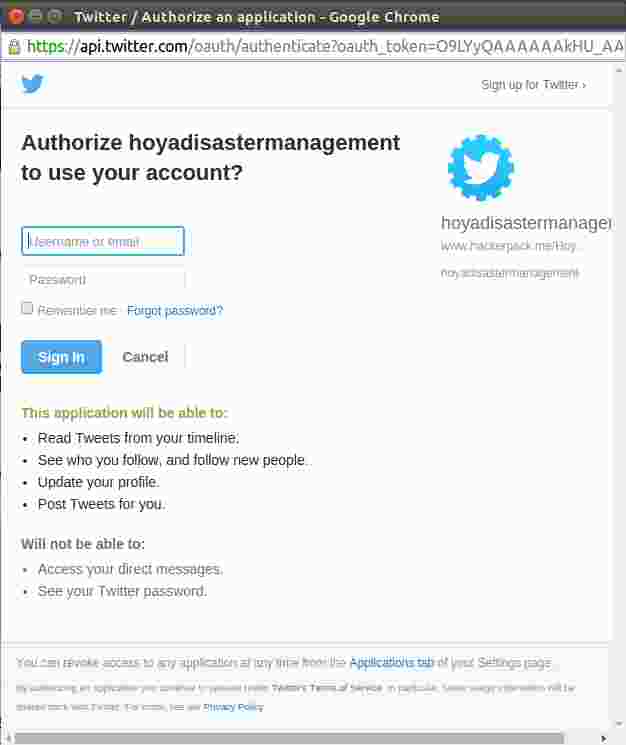 Twitter / Authorize an application - Google Chrome
https://api.twitter.com/oauth/authenticate?oauth_token=O9LYyQAAAAAAkHU_AA
Sign up for Twitter ›
Authorize hoyadisastermanagement
to use your account?
hoyadisastermanager
www.hackerpack.me/Hoy...
hoyadisastermanagement
Username or email
Password
Remember me · Forgot password?
Sign In
Cancel
This application will be able to:
• Read Tweets from your timeline.
• See who you follow, and follow new people.
• Update your profile.
• Post Tweets for you.
Will not be able to:
• Access your direct messages.
• See your Twitter password.
You can revoke access to any application at any time from the Applications tab of your Settings page.
By authorizing an application you continue to operate under Twitter's Terms of Service. In particular, some usage information will be
shared back with Twitter. For more, see our Privacy Policy.